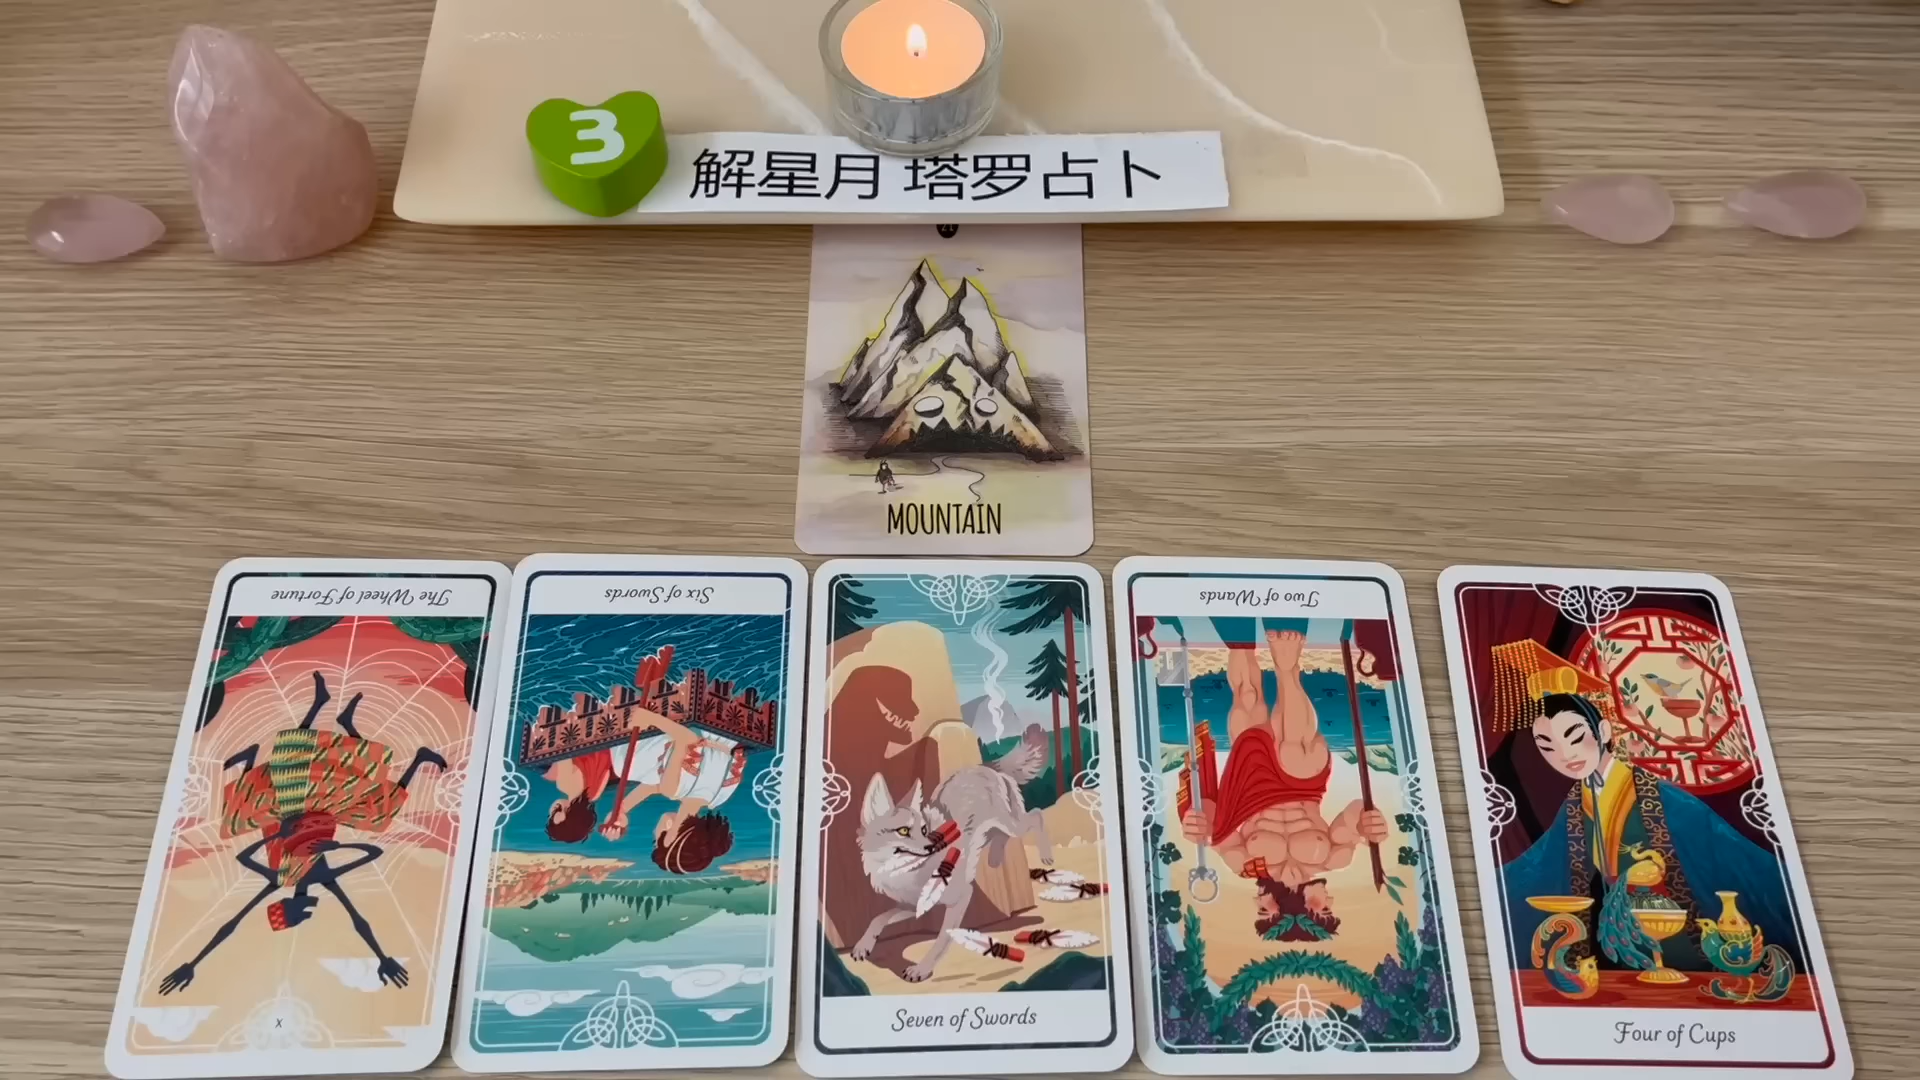 3
解星月 塔罗占卜
21
MOUNTAIN
The Wheel of Fortune
X
Six of Swords
Seven of Swords
Two of Wands
Four of Cups